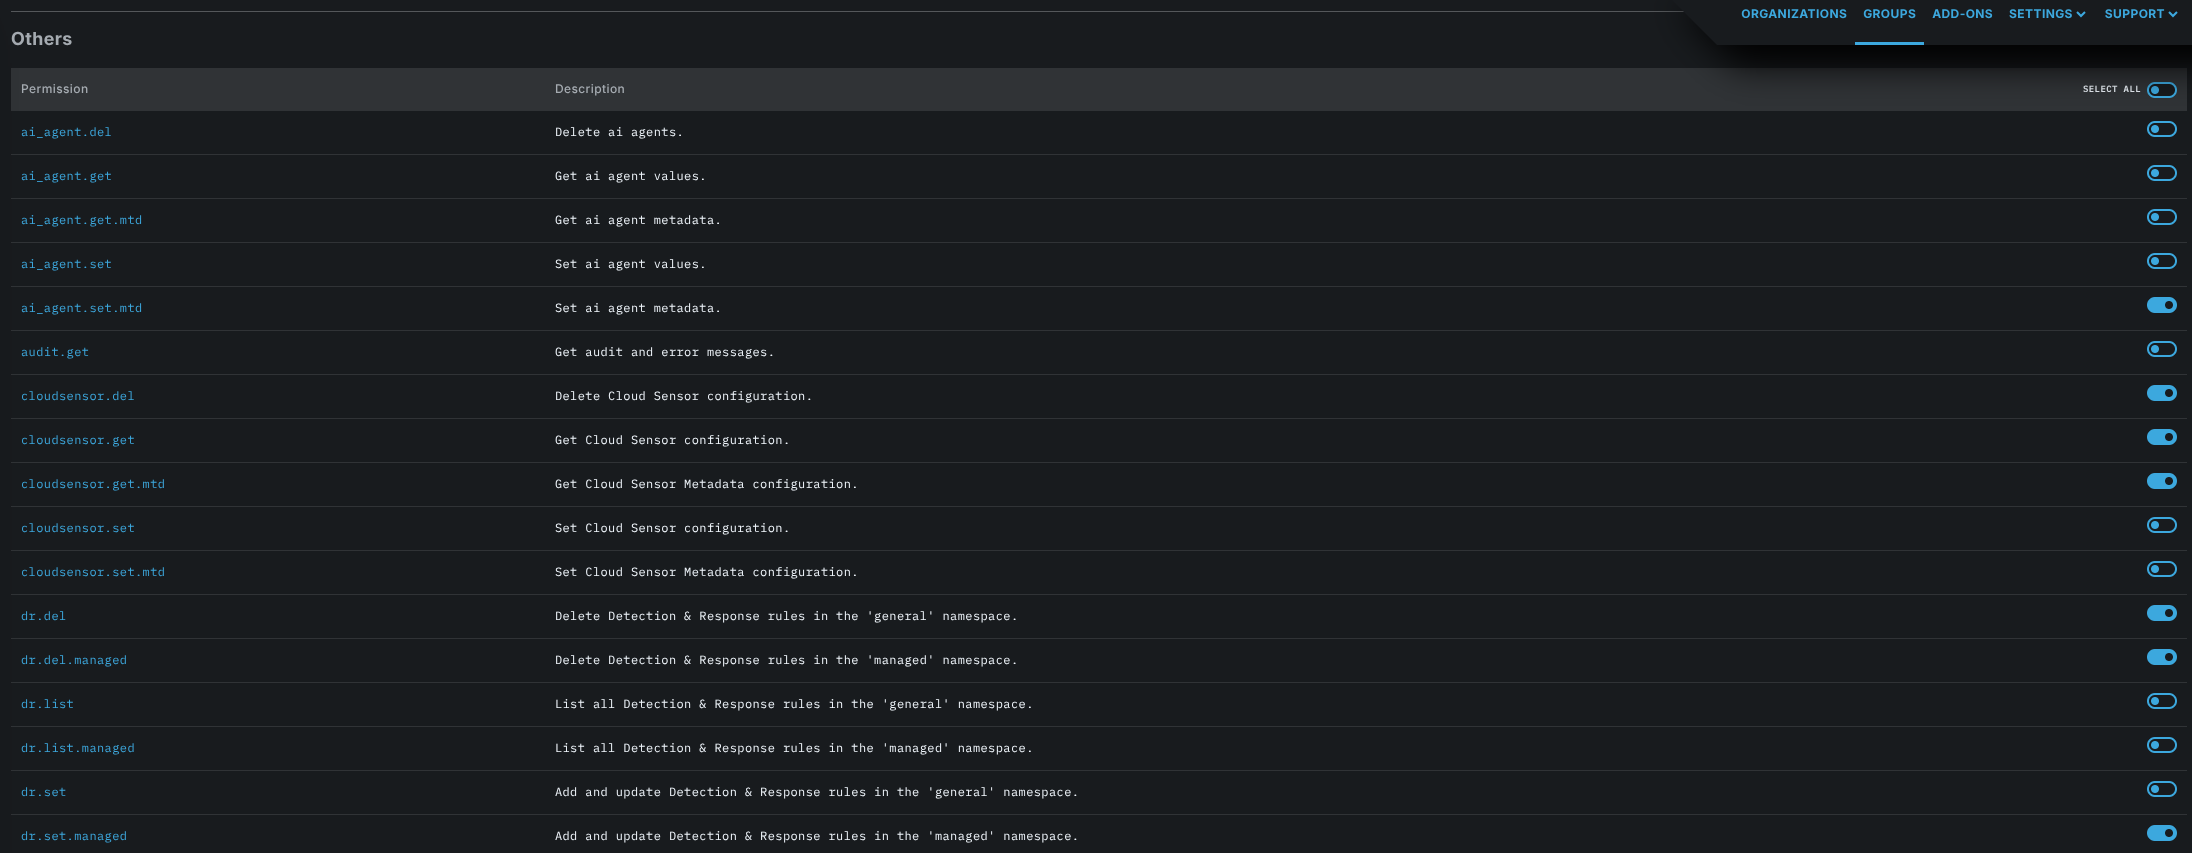 ORGANIZATIONS GROUPS ADD-ONS SETTINGS SUPPORT
Others
Permission Description SELECT ALL
ai_agent.del Delete ai agents.
ai_agent.get Get ai agent values.
ai_agent.get.mtd Get ai agent metadata.
ai_agent.set Set ai agent values.
ai_agent.set.mtd Set ai agent metadata.
audit.get Get audit and error messages.
cloudsensor.del Delete Cloud Sensor configuration.
cloudsensor.get Get Cloud Sensor configuration.
cloudsensor.get.mtd Get Cloud Sensor Metadata configuration.
cloudsensor.set Set Cloud Sensor configuration.
cloudsensor.set.mtd Set Cloud Sensor Metadata configuration.
dr.del Delete Detection & Response rules in the 'general' namespace.
dr.del.managed Delete Detection & Response rules in the 'managed' namespace.
dr.list List all Detection & Response rules in the 'general' namespace.
dr.list.managed List all Detection & Response rules in the 'managed' namespace.
dr.set Add and update Detection & Response rules in the 'general' namespace.
dr.set.managed Add and update Detection & Response rules in the 'managed' namespace.